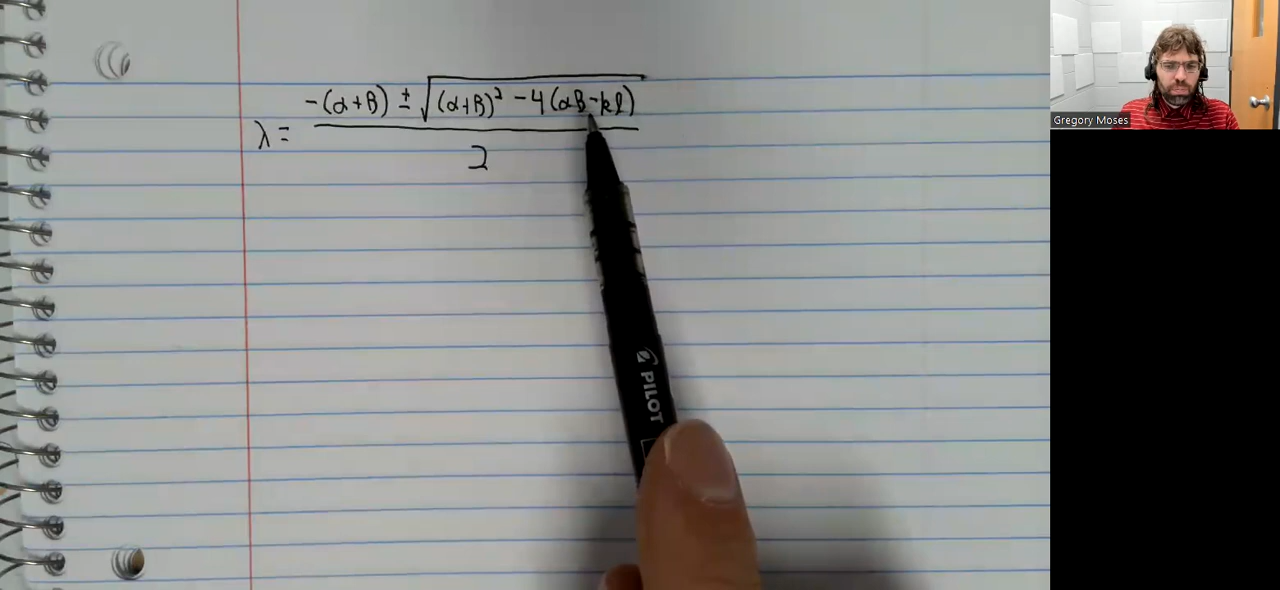 λ = -(α+β) ± √(α+β)² -4(αβ-kl)
2
PILOT
Gregory Moses